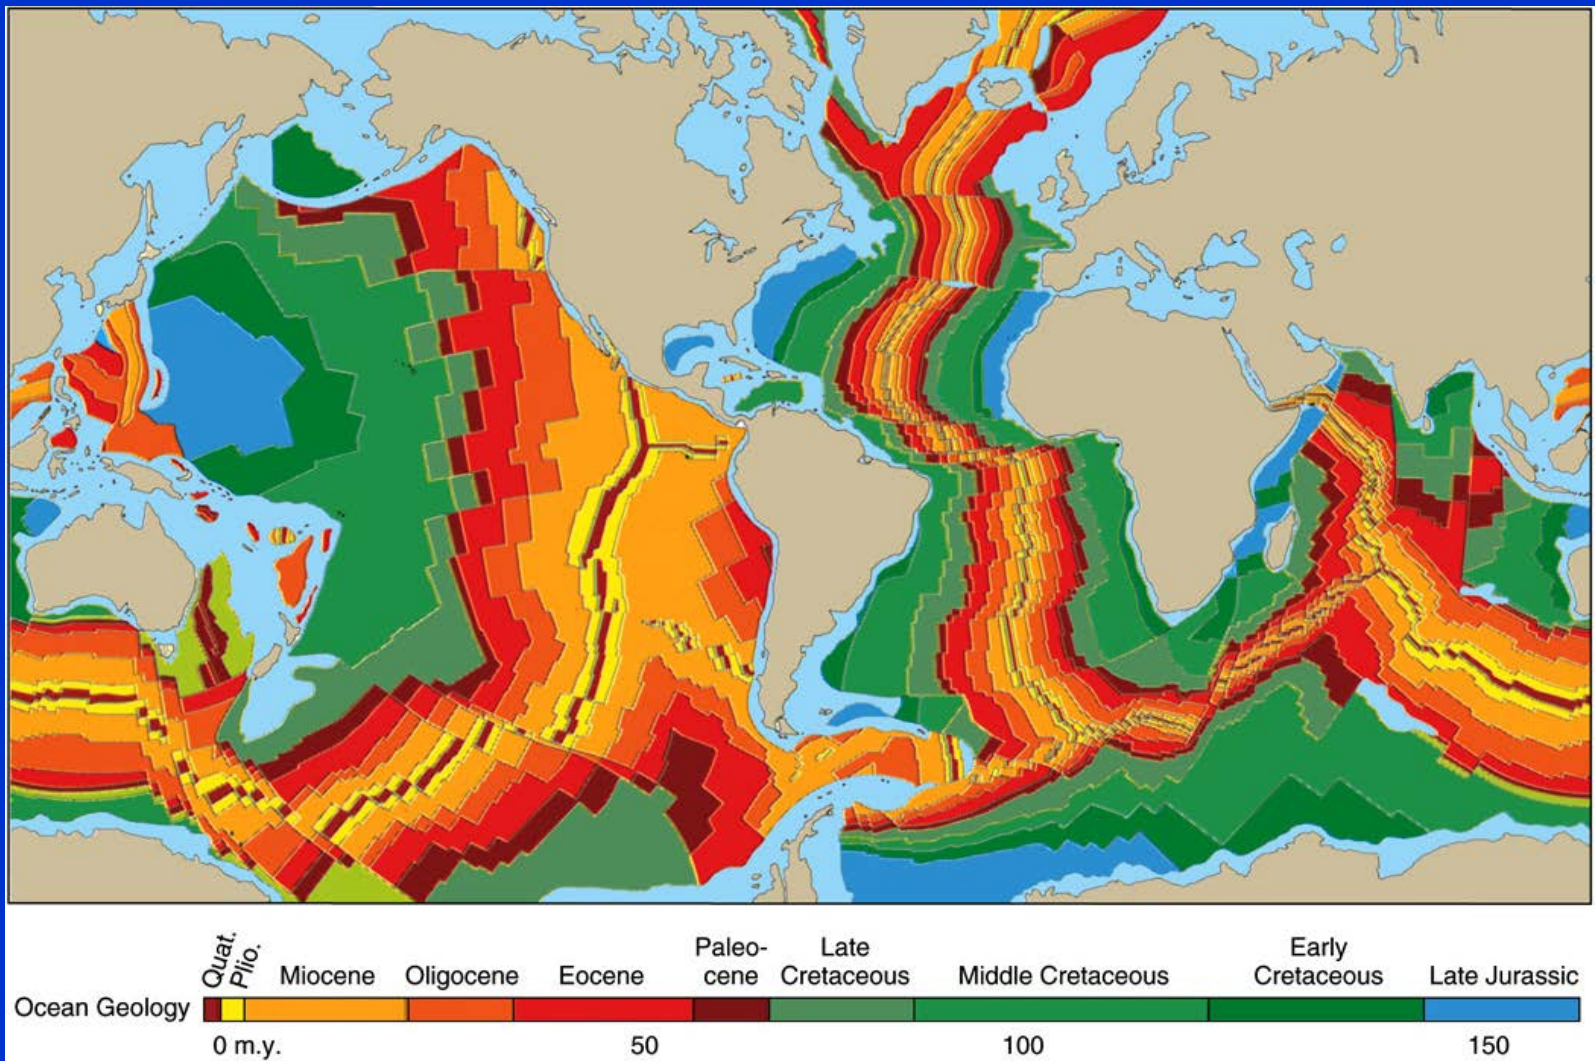 Quat.
Plio.
Miocene
Oligocene
Eocene
Paleo-
cene
Late
Cretaceous
Middle Cretaceous
Early
Cretaceous
Late Jurassic
Ocean Geology
0 m.y.
50
100
150